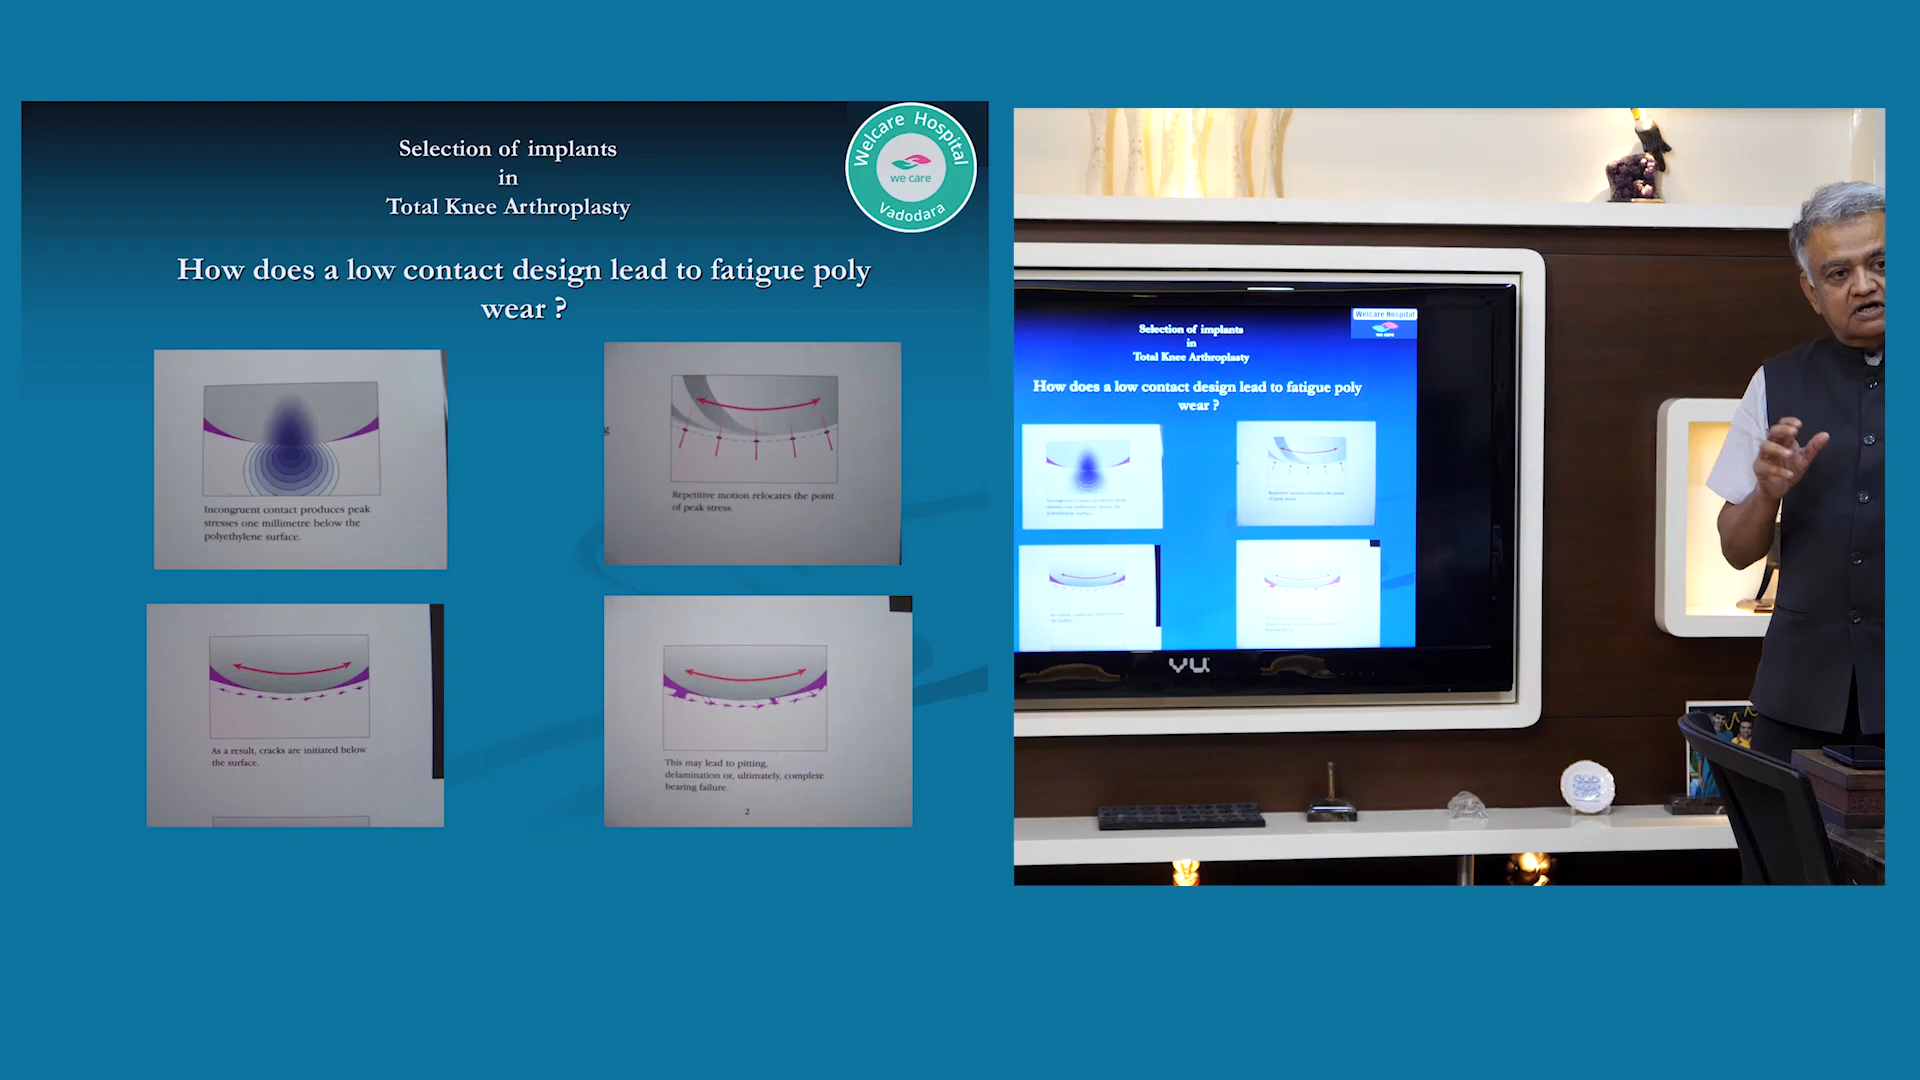 Selection of implants
in
Total Knee Arthroplasty
Welcare Hospital
we care
Vadodara
How does a low contact design lead to fatigue poly
wear ?
Incongruent contact produces peak
stresses one millimetre below the
polyethylene surface.
g
Repetitive motion relocates the point
of peak stress.
As a result, cracks are initiated below
the surface.
This may lead to pitting,
delamination or, ultimately, complete
bearing failure.
2
Welcare Hospital
Selection of implants
in
Total Knee Arthroplasty
How does a low contact design lead to fatigue poly
wear ?
VU